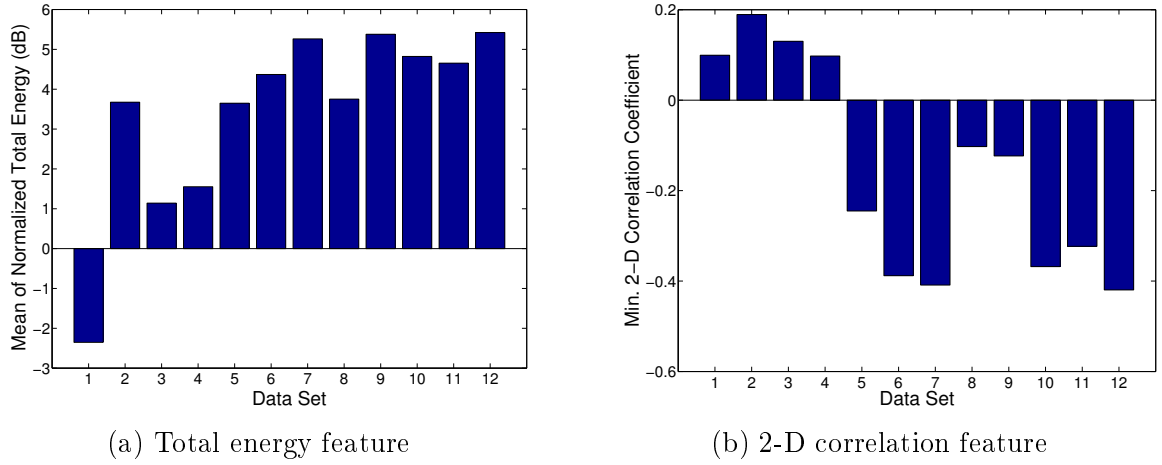 6
5
4
3
2
1
0
−1
−2
−3
Mean of Normalized Total Energy (dB)
1 2 3 4 5 6 7 8 9 10 11 12
Data Set
(a) Total energy feature
0.2
0
−0.2
−0.4
−0.6
Min. 2−D Correlation Coefficient
1 2 3 4 5 6 7 8 9 10 11 12
Data Set
(b) 2-D correlation feature